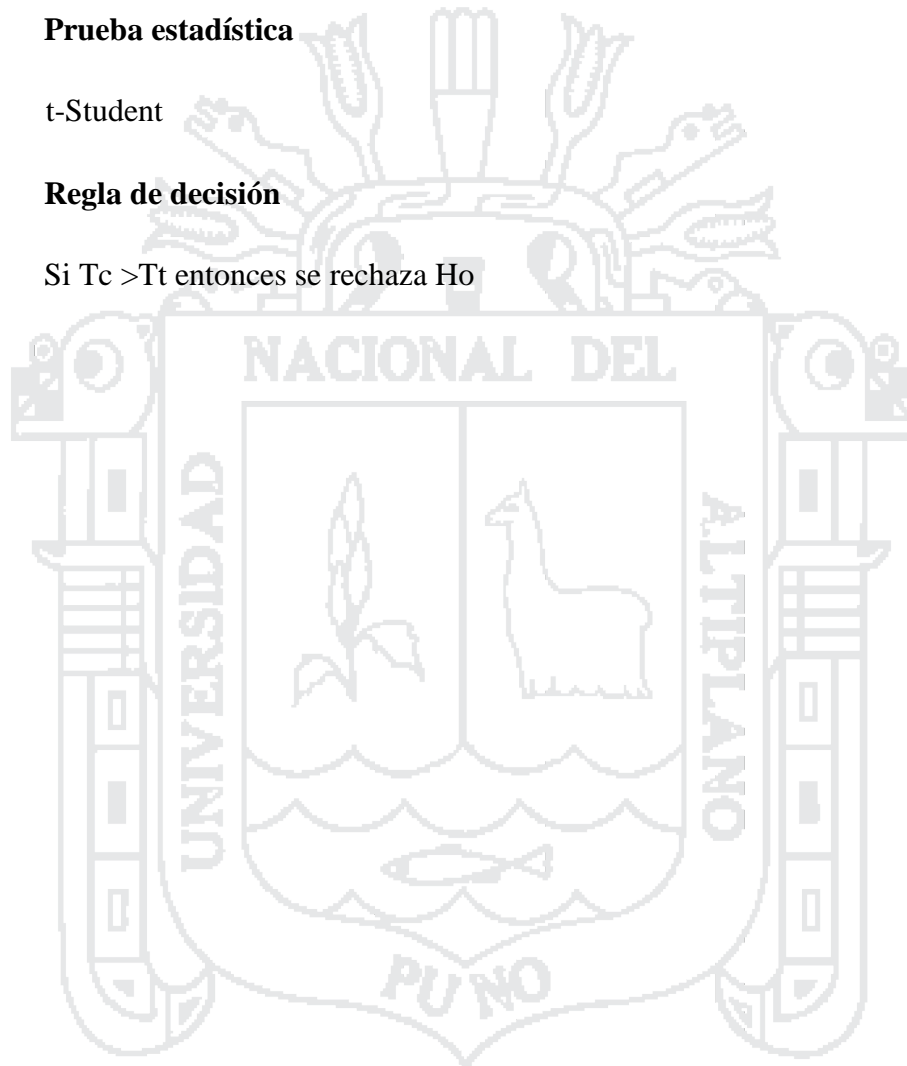 Prueba estadística
t-Student
Regla de decisión
Si Tc >Tt entonces se rechaza Ho
NACIONAL DEL
UNIVERSIDAD
ALTIPLANO
PUNO